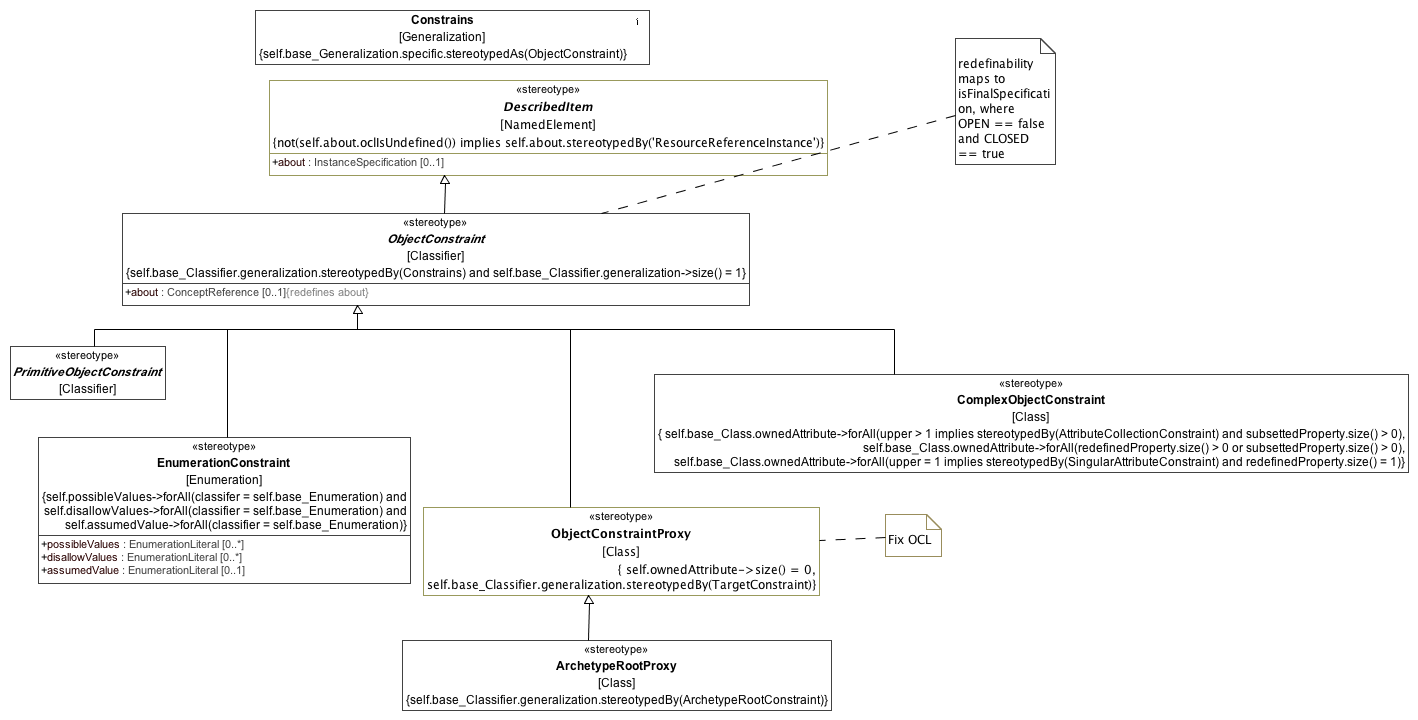 Constrains
[Generalization]
{self.base_Generalization.specific.stereotypedAs(ObjectConstraint)}
«stereotype»
DescribedItem
[NamedElement]
{not(self.about.oclIsUndefined()) implies self.about.stereotypedBy('ResourceReferenceInstance')}
+about : InstanceSpecification [0..1]
redefinability
maps to
isFinalSpecificati
on, where
OPEN == false
and CLOSED
== true
«stereotype»
ObjectConstraint
[Classifier]
{self.base_Classifier.generalization.stereotypedBy(Constrains) and self.base_Classifier.generalization->size() = 1}
+about : ConceptReference [0..1]{redefines about}
«stereotype»
PrimitiveObjectConstraint
[Classifier]
«stereotype»
ComplexObjectConstraint
[Class]
{ self.base_Class.ownedAttribute->forAll(upper > 1 implies stereotypedBy(AttributeCollectionConstraint) and subsettedProperty.size() > 0),
self.base_Class.ownedAttribute->forAll(redefinedProperty.size() > 0 or subsettedProperty.size() > 0),
self.base_Class.ownedAttribute->forAll(upper = 1 implies stereotypedBy(SingularAttributeConstraint) and redefinedProperty.size() = 1)}
«stereotype»
EnumerationConstraint
[Enumeration]
{self.possibleValues->forAll(classifer = self.base_Enumeration) and
self.disallowValues->forAll(classifer = self.base_Enumeration) and
self.assumedValue->forAll(classifier = self.base_Enumeration)}
+possibleValues : EnumerationLiteral [0..*]
+disallowValues : EnumerationLiteral [0..*]
+assumedValue : EnumerationLiteral [0..1]
«stereotype»
ObjectConstraintProxy
[Class]
{ self.ownedAttribute->size() = 0,
self.base_Classifier.generalization.stereotypedBy(TargetConstraint)}
Fix OCL
«stereotype»
ArchetypeRootProxy
[Class]
{self.base_Classifier.generalization.stereotypedBy(ArchetypeRootConstraint)}